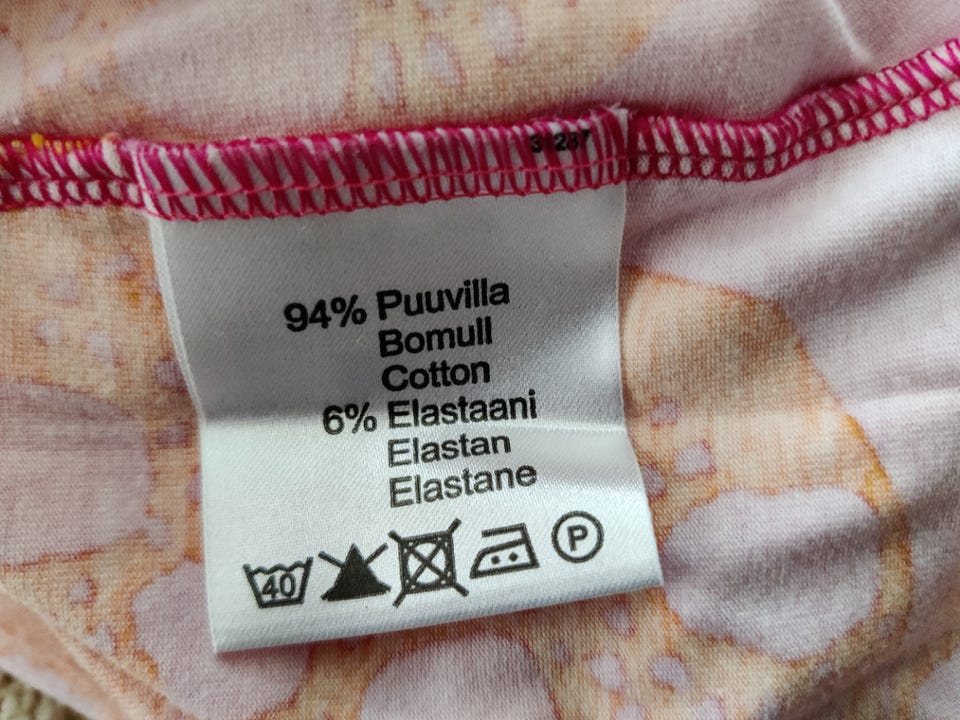 94% Puuvilla
Bomull
Cotton
6% Elastaani
Elastan
Elastane
40 P